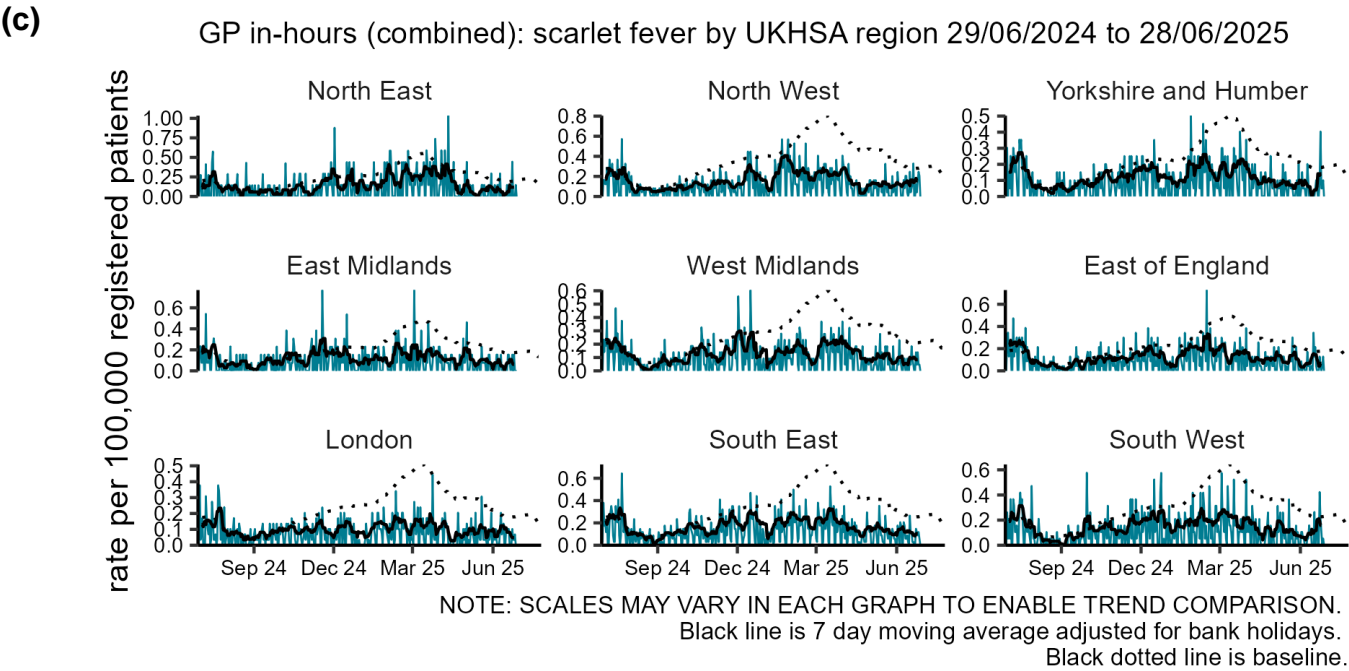 (c)
GP in-hours (combined): scarlet fever by UKHSA region 29/06/2024 to 28/06/2025
rate per 100,000 registered patients
North East
1.00
0.75
0.50
0.25
0.00
North West
0.8
0.6
0.4
0.2
0.0
Yorkshire and Humber
0.5
0.4
0.3
0.2
0.1
0.0
East Midlands
0.6
0.4
0.2
0.0
West Midlands
0.6
0.5
0.4
0.3
0.2
0.1
0.0
East of England
0.6
0.4
0.2
0.0
London
0.5
0.4
0.3
0.2
0.1
0.0
Sep 24 Dec 24 Mar 25 Jun 25
South East
0.6
0.4
0.2
0.0
Sep 24 Dec 24 Mar 25 Jun 25
South West
0.6
0.4
0.2
0.0
Sep 24 Dec 24 Mar 25 Jun 25
NOTE: SCALES MAY VARY IN EACH GRAPH TO ENABLE TREND COMPARISON.
Black line is 7 day moving average adjusted for bank holidays.
Black dotted line is baseline.